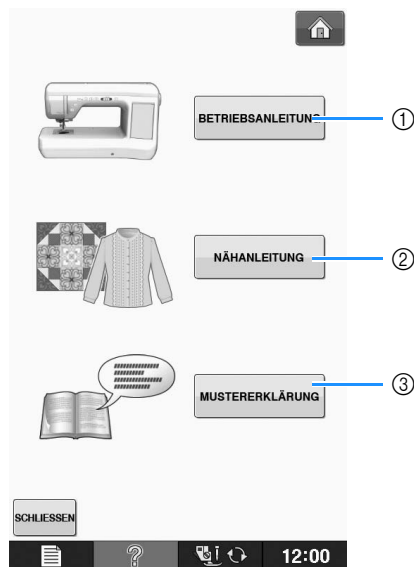 BETRIEBSANLEITUNG
①
NÄHANLEITUNG
②
MUSTERERKLÄRUNG
③
SCHLIESSEN
?
12:00